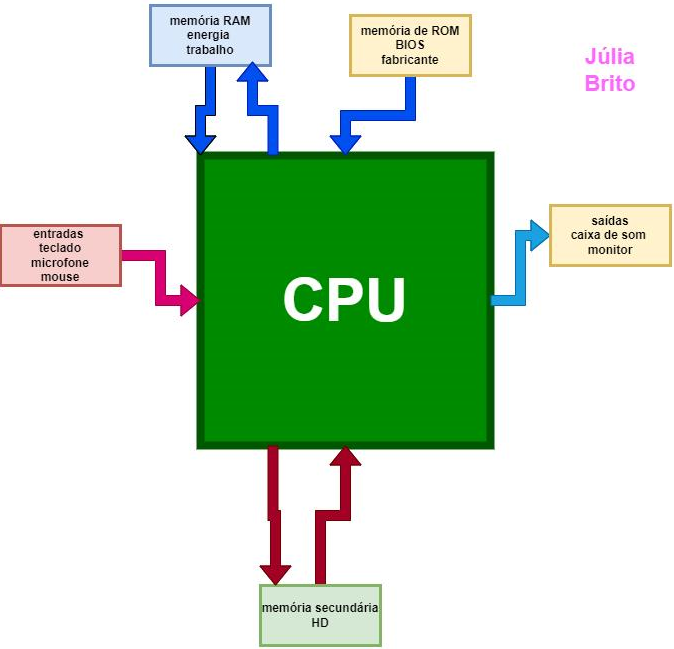 memória RAM
energia
trabalho
memória de ROM
BIOS
fabricante
Júlia
Brito
entradas
teclado
microfone
mouse
CPU
saídas
caixa de som
monitor
memória secundária
HD